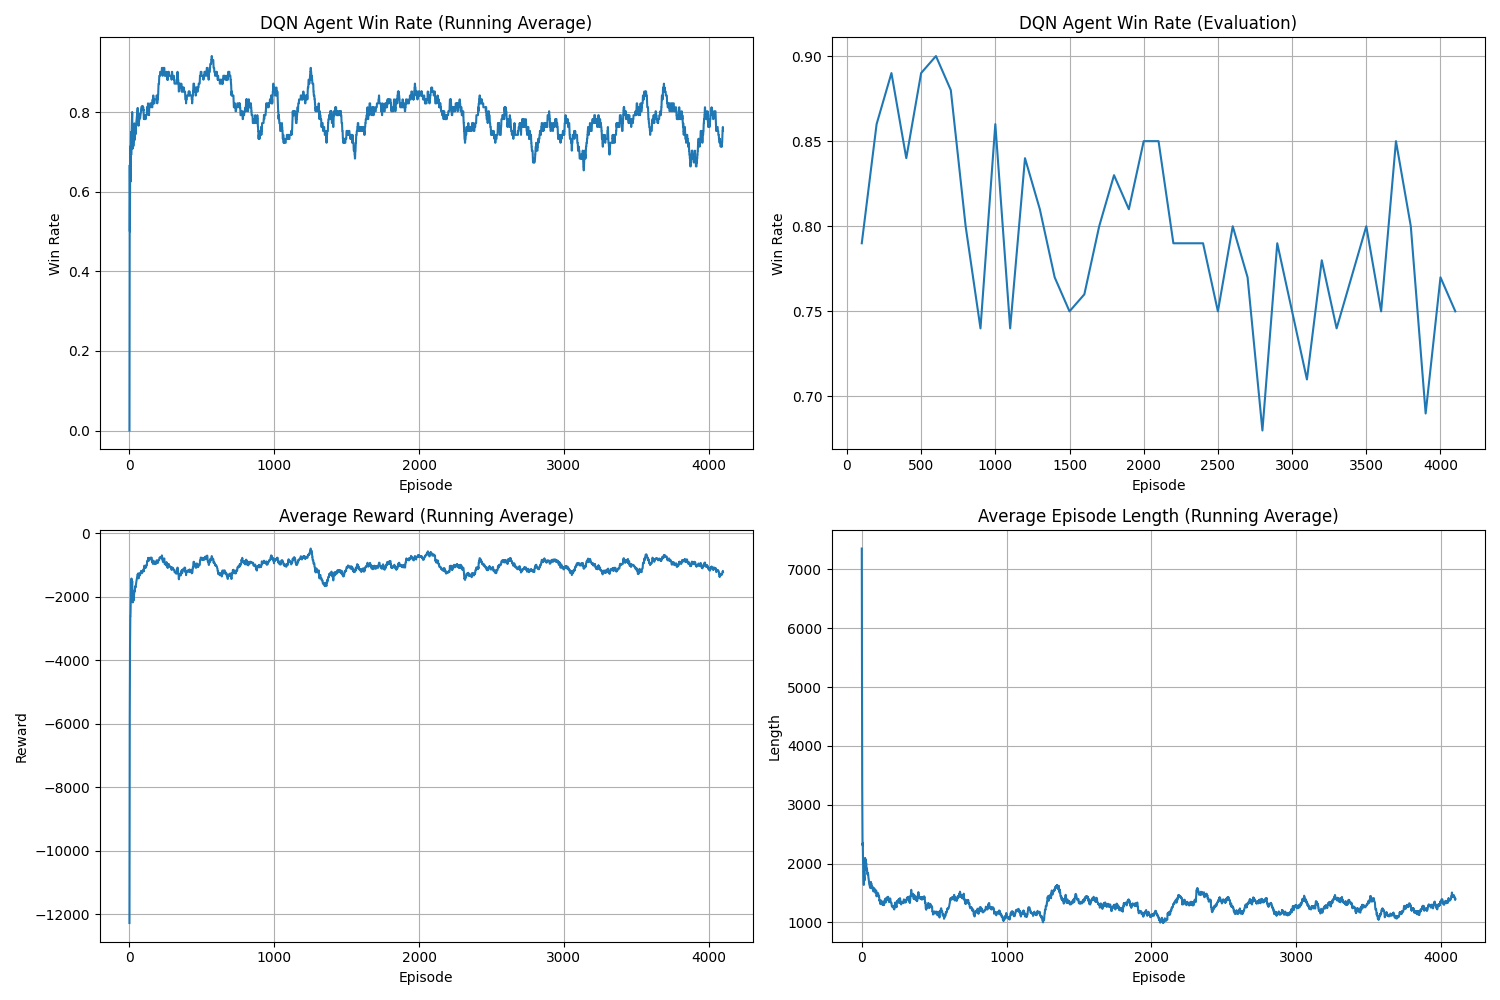 DQN Agent Win Rate (Running Average)
Win Rate
0.8
0.6
0.4
0.2
0.0
0 1000 2000 3000 4000
Episode
DQN Agent Win Rate (Evaluation)
Win Rate
0.90
0.85
0.80
0.75
0.70
0 500 1000 1500 2000 2500 3000 3500 4000
Episode
Average Reward (Running Average)
Reward
0
−2000
−4000
−6000
−8000
−10000
−12000
0 1000 2000 3000 4000
Episode
Average Episode Length (Running Average)
Length
7000
6000
5000
4000
3000
2000
1000
0 1000 2000 3000 4000
Episode